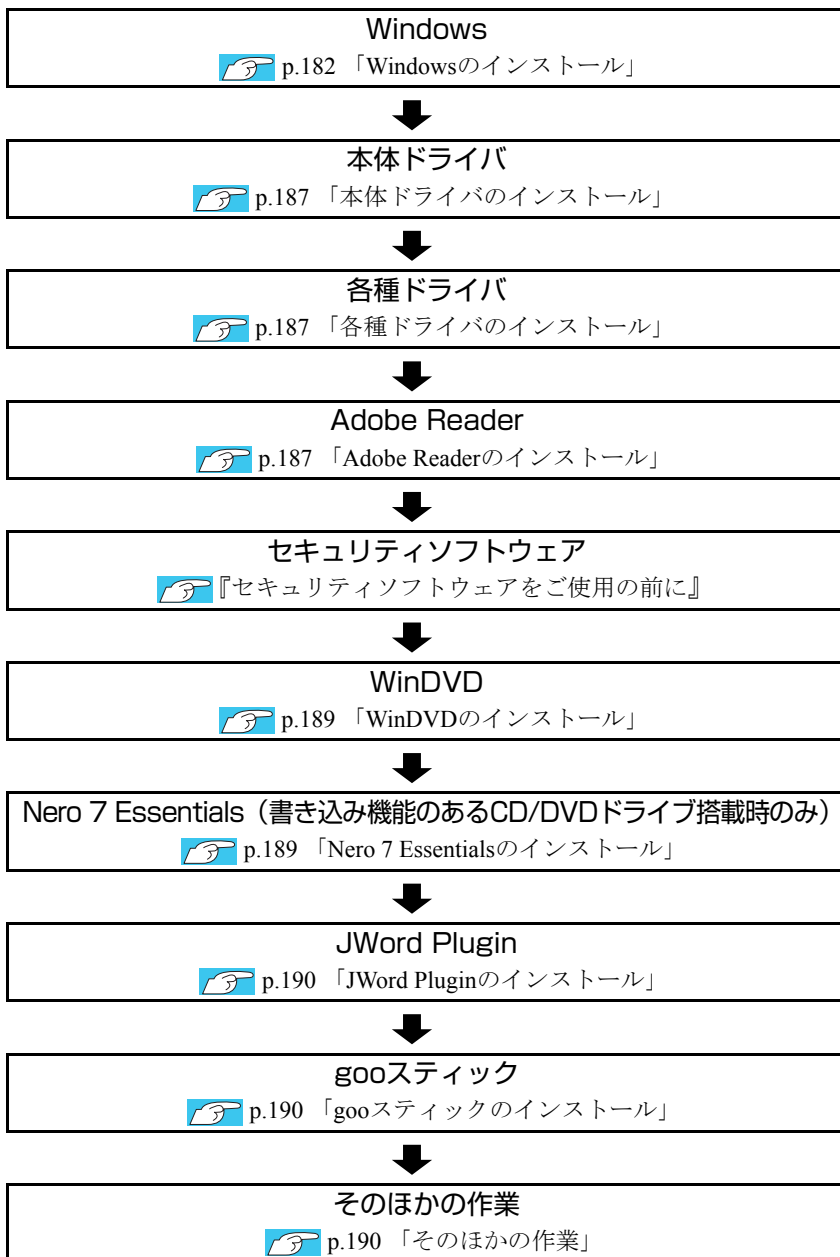 Windows
p.182 「Windowsのインストール」
本体ドライバ
p.187 「本体ドライバのインストール」
各種ドライバ
p.187 「各種ドライバのインストール」
Adobe Reader
p.187 「Adobe Readerのインストール」
セキュリティソフトウェア
『セキュリティソフトウェアをご使用の前に』
WinDVD
p.189 「WinDVDのインストール」
Nero 7 Essentials（書き込み機能のあるCD/DVDドライブ搭載時のみ）
p.189 「Nero 7 Essentialsのインストール」
JWord Plugin
p.190 「JWord Pluginのインストール」
gooスティック
p.190 「gooスティックのインストール」
そのほかの作業
p.190 「そのほかの作業」